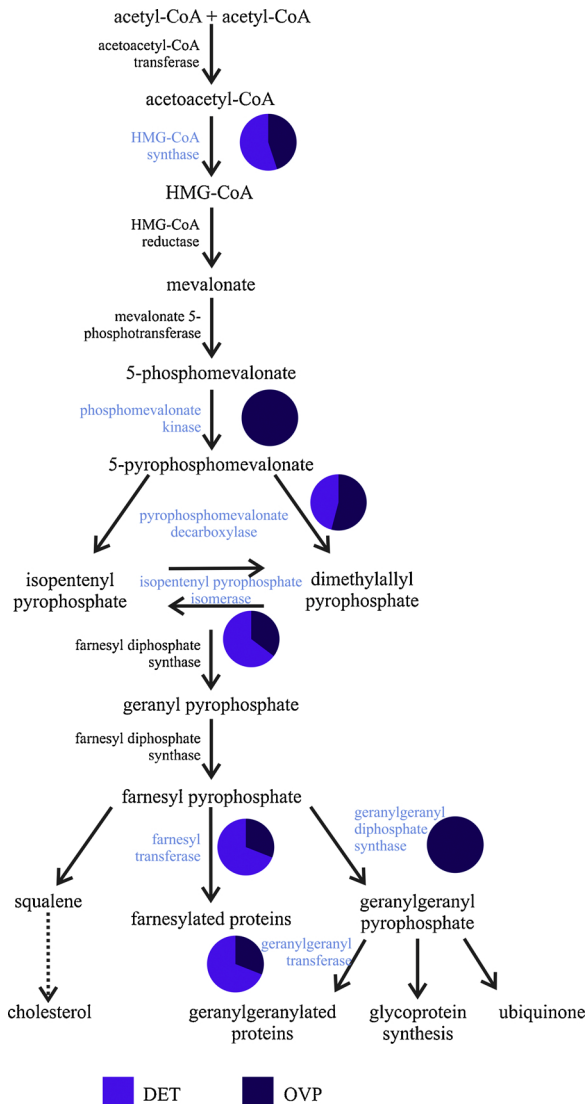 acetyl-CoA + acetyl-CoA
acetoacetyl-CoA
transferase
acetoacetyl-CoA
HMG-CoA
synthase
HMG-CoA
HMG-CoA
reductase
mevalonate
mevalonate 5-
phosphotransferase
5-phosphomevalonate
phosphomevalonate
kinase
5-pyrophosphomevalonate
pyrophosphomevalonate
decarboxylase
isopentenyl
pyrophosphate
isopentenyl pyrophosphate
isomerase
dimethylallyl
pyrophosphate
farnesyl diphosphate
synthase
geranyl pyrophosphate
farnesyl diphosphate
synthase
farnesyl pyrophosphate
farnesyl
transferase
geranylgeranyl
diphosphate
synthase
squalene
farnesylated proteins
geranylgeranyl
pyrophosphate
geranylgeranyl
transferase
cholesterol
geranylgeranylated
proteins
glycoprotein
synthesis
ubiquinone
DET
OVP